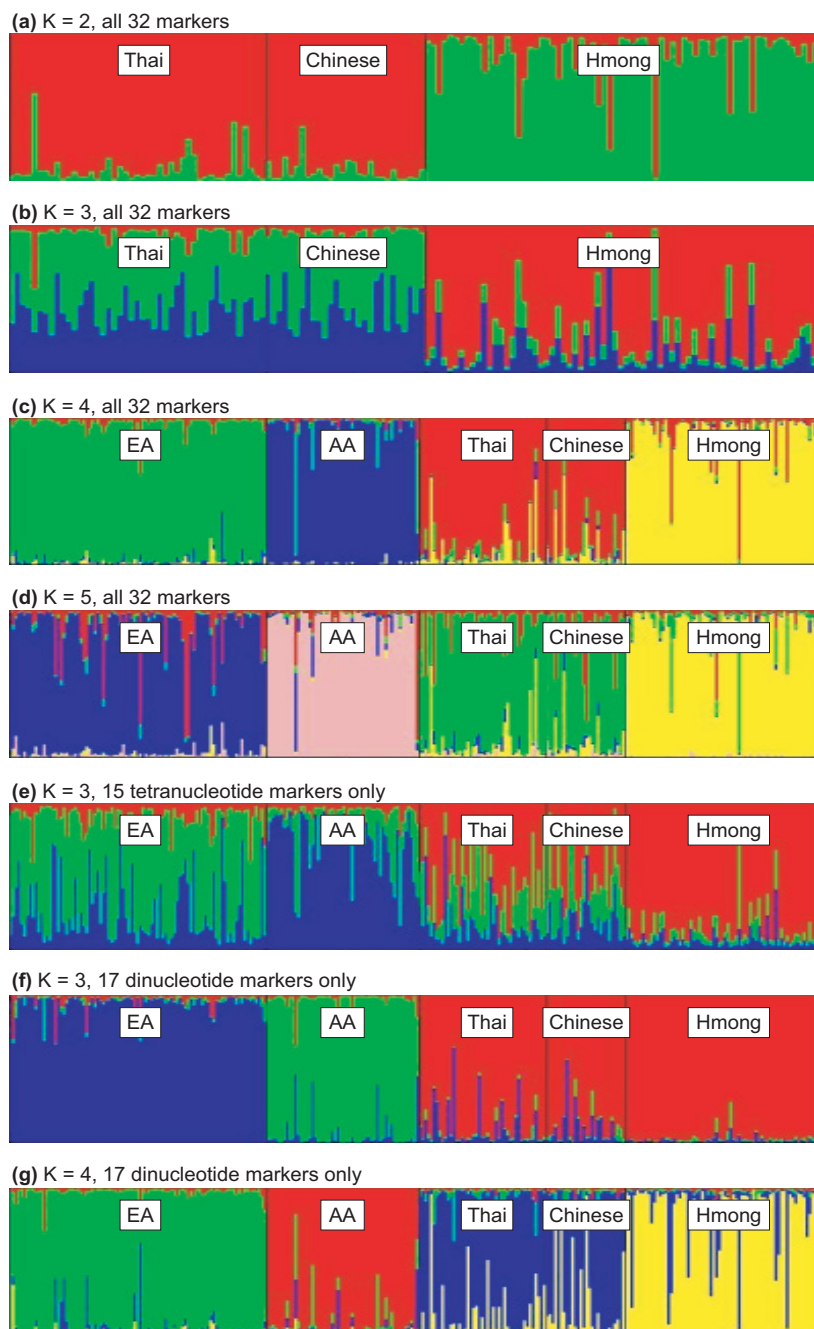 (a) K = 2, all 32 markers
Thai Chinese Hmong
(b) K = 3, all 32 markers
Thai Chinese Hmong
(c) K = 4, all 32 markers
EA AA Thai Chinese Hmong
(d) K = 5, all 32 markers
EA AA Thai Chinese Hmong
(e) K = 3, 15 tetranucleotide markers only
EA AA Thai Chinese Hmong
(f) K = 3, 17 dinucleotide markers only
EA AA Thai Chinese Hmong
(g) K = 4, 17 dinucleotide markers only
EA AA Thai Chinese Hmong